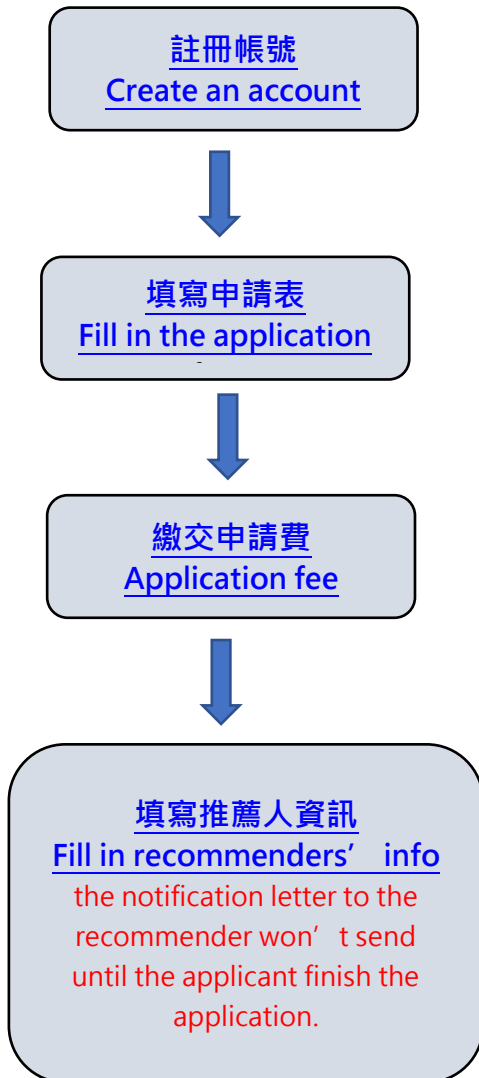 註冊帳號
Create an account
填寫申請表
Fill in the application
繳交申請費
Application fee
填寫推薦人資訊
Fill in recommenders’ info
the notification letter to the
recommender won’t send
until the applicant finish the
application.